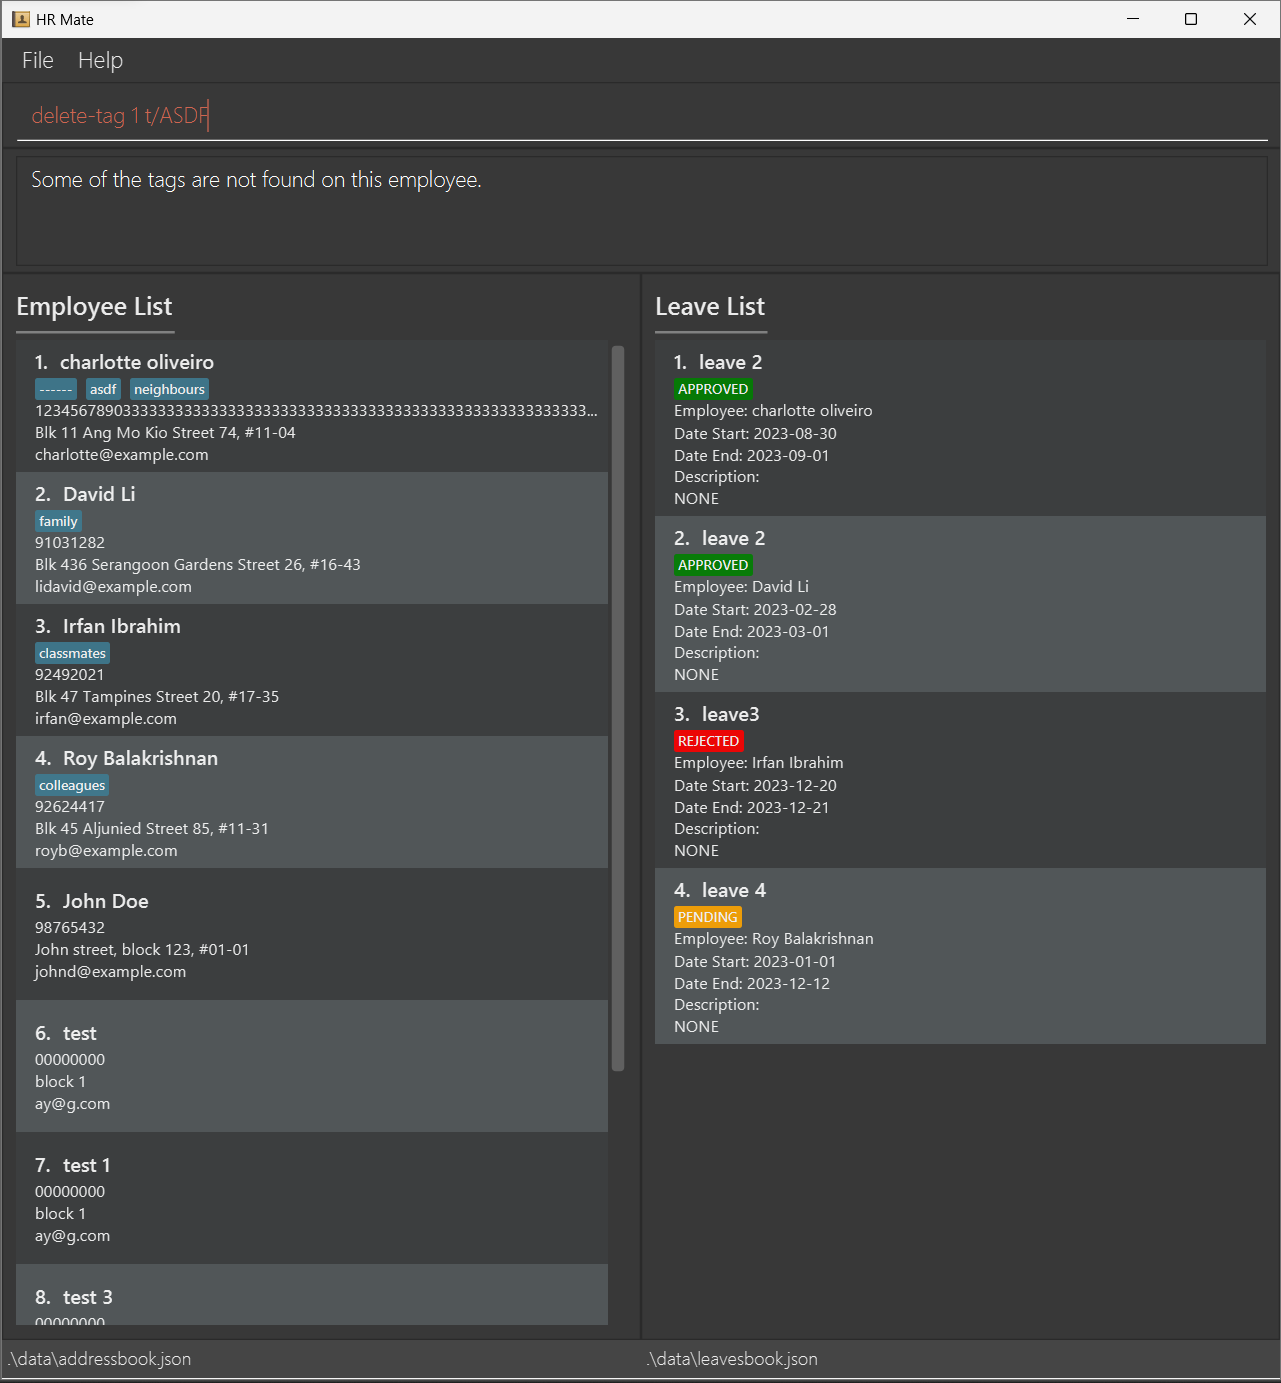 HR Mate
File Help
delete-tag 1 t/ASDF
Some of the tags are not found on this employee.
Employee List
1. charlotte oliveiro
------ asdf neighbours
Blk 11 Ang Mo Kio Street 74, #11-04
charlotte@example.com
2. David Li
family
91031282
Blk 436 Serangoon Gardens Street 26, #16-43
lidavid@example.com
3. Irfan Ibrahim
classmates
92492021
Blk 47 Tampines Street 20, #17-35
irfan@example.com
4. Roy Balakrishnan
colleagues
92624417
Blk 45 Aljunied Street 85, #11-31
royb@example.com
5. John Doe
98765432
John street, block 123, #01-01
johnd@example.com
6. test
00000000
block 1
ay@g.com
7. test 1
00000000
block 1
ay@g.com
8. test 3
00000000
Leave List
1. leave 2
APPROVED
Employee: charlotte oliveiro
Date Start: 2023-08-30
Date End: 2023-09-01
Description:
NONE
2. leave 2
APPROVED
Employee: David Li
Date Start: 2023-02-28
Date End: 2023-03-01
Description:
NONE
3. leave3
REJECTED
Employee: Irfan Ibrahim
Date Start: 2023-12-20
Date End: 2023-12-21
Description:
NONE
4. leave 4
PENDING
Employee: Roy Balakrishnan
Date Start: 2023-01-01
Date End: 2023-12-12
Description:
NONE
.\data\addressbook.json
.\data\leavesbook.json